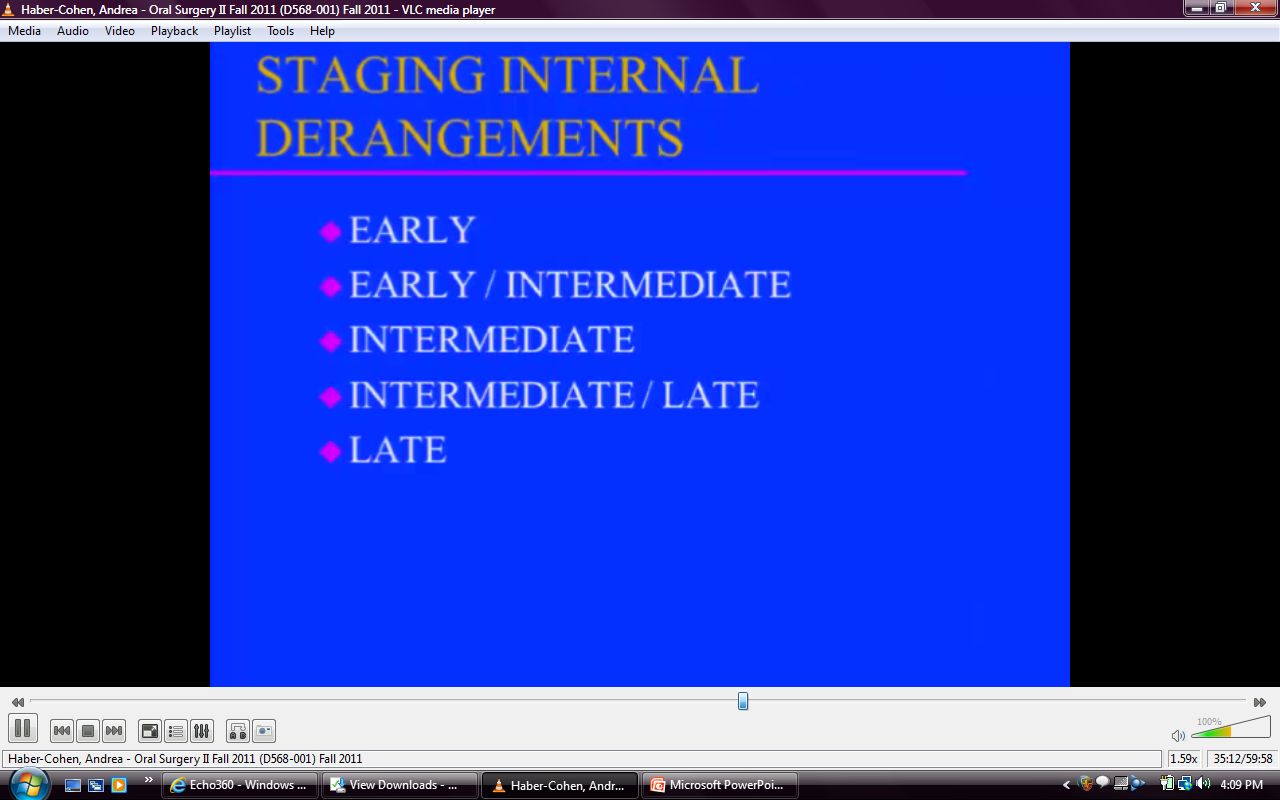 Haber-Cohen, Andrea - Oral Surgery II Fall 2011 (D568-001) Fall 2011 - VLC media player
Media Audio Video Playback Playlist Tools Help
STAGING INTERNAL
DERANGEMENTS
EARLY
EARLY / INTERMEDIATE
INTERMEDIATE
INTERMEDIATE / LATE
LATE
100%
Haber-Cohen, Andrea - Oral Surgery II Fall 2011 (D568-001) Fall 2011
1.59x 35:12/59:58
Echo360 - Windows ... View Downloads - ... Haber-Cohen, Andr... Microsoft PowerPoi... 4:09 PM